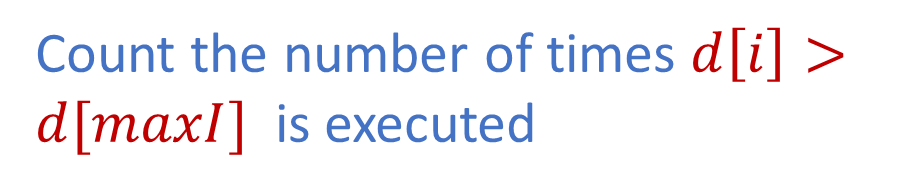 Count the number of times d[i] >
d[maxI] is executed